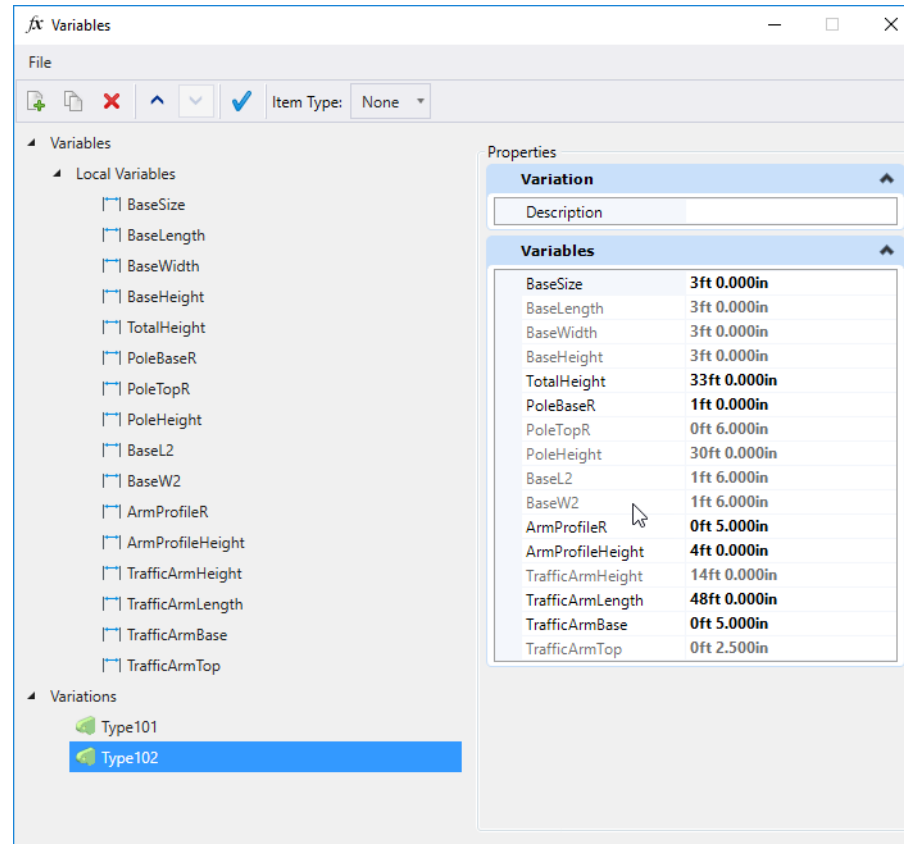 fx Variables
File
Item Type: None
Variables
Local Variables
BaseSize
BaseLength
BaseWidth
BaseHeight
TotalHeight
PoleBaseR
PoleTopR
PoleHeight
BaseL2
BaseW2
ArmProfileR
ArmProfileHeight
TrafficArmHeight
TrafficArmLength
TrafficArmBase
TrafficArmTop
Variations
Type101
Type102
Properties
Variation
Description
Variables
BaseSize 3ft 0.000in
BaseLength 3ft 0.000in
BaseWidth 3ft 0.000in
BaseHeight 3ft 0.000in
TotalHeight 33ft 0.000in
PoleBaseR 1ft 0.000in
PoleTopR 0ft 6.000in
PoleHeight 30ft 0.000in
BaseL2 1ft 6.000in
BaseW2 1ft 6.000in
ArmProfileR 0ft 5.000in
ArmProfileHeight 4ft 0.000in
TrafficArmHeight 14ft 0.000in
TrafficArmLength 48ft 0.000in
TrafficArmBase 0ft 5.000in
TrafficArmTop 0ft 2.500in